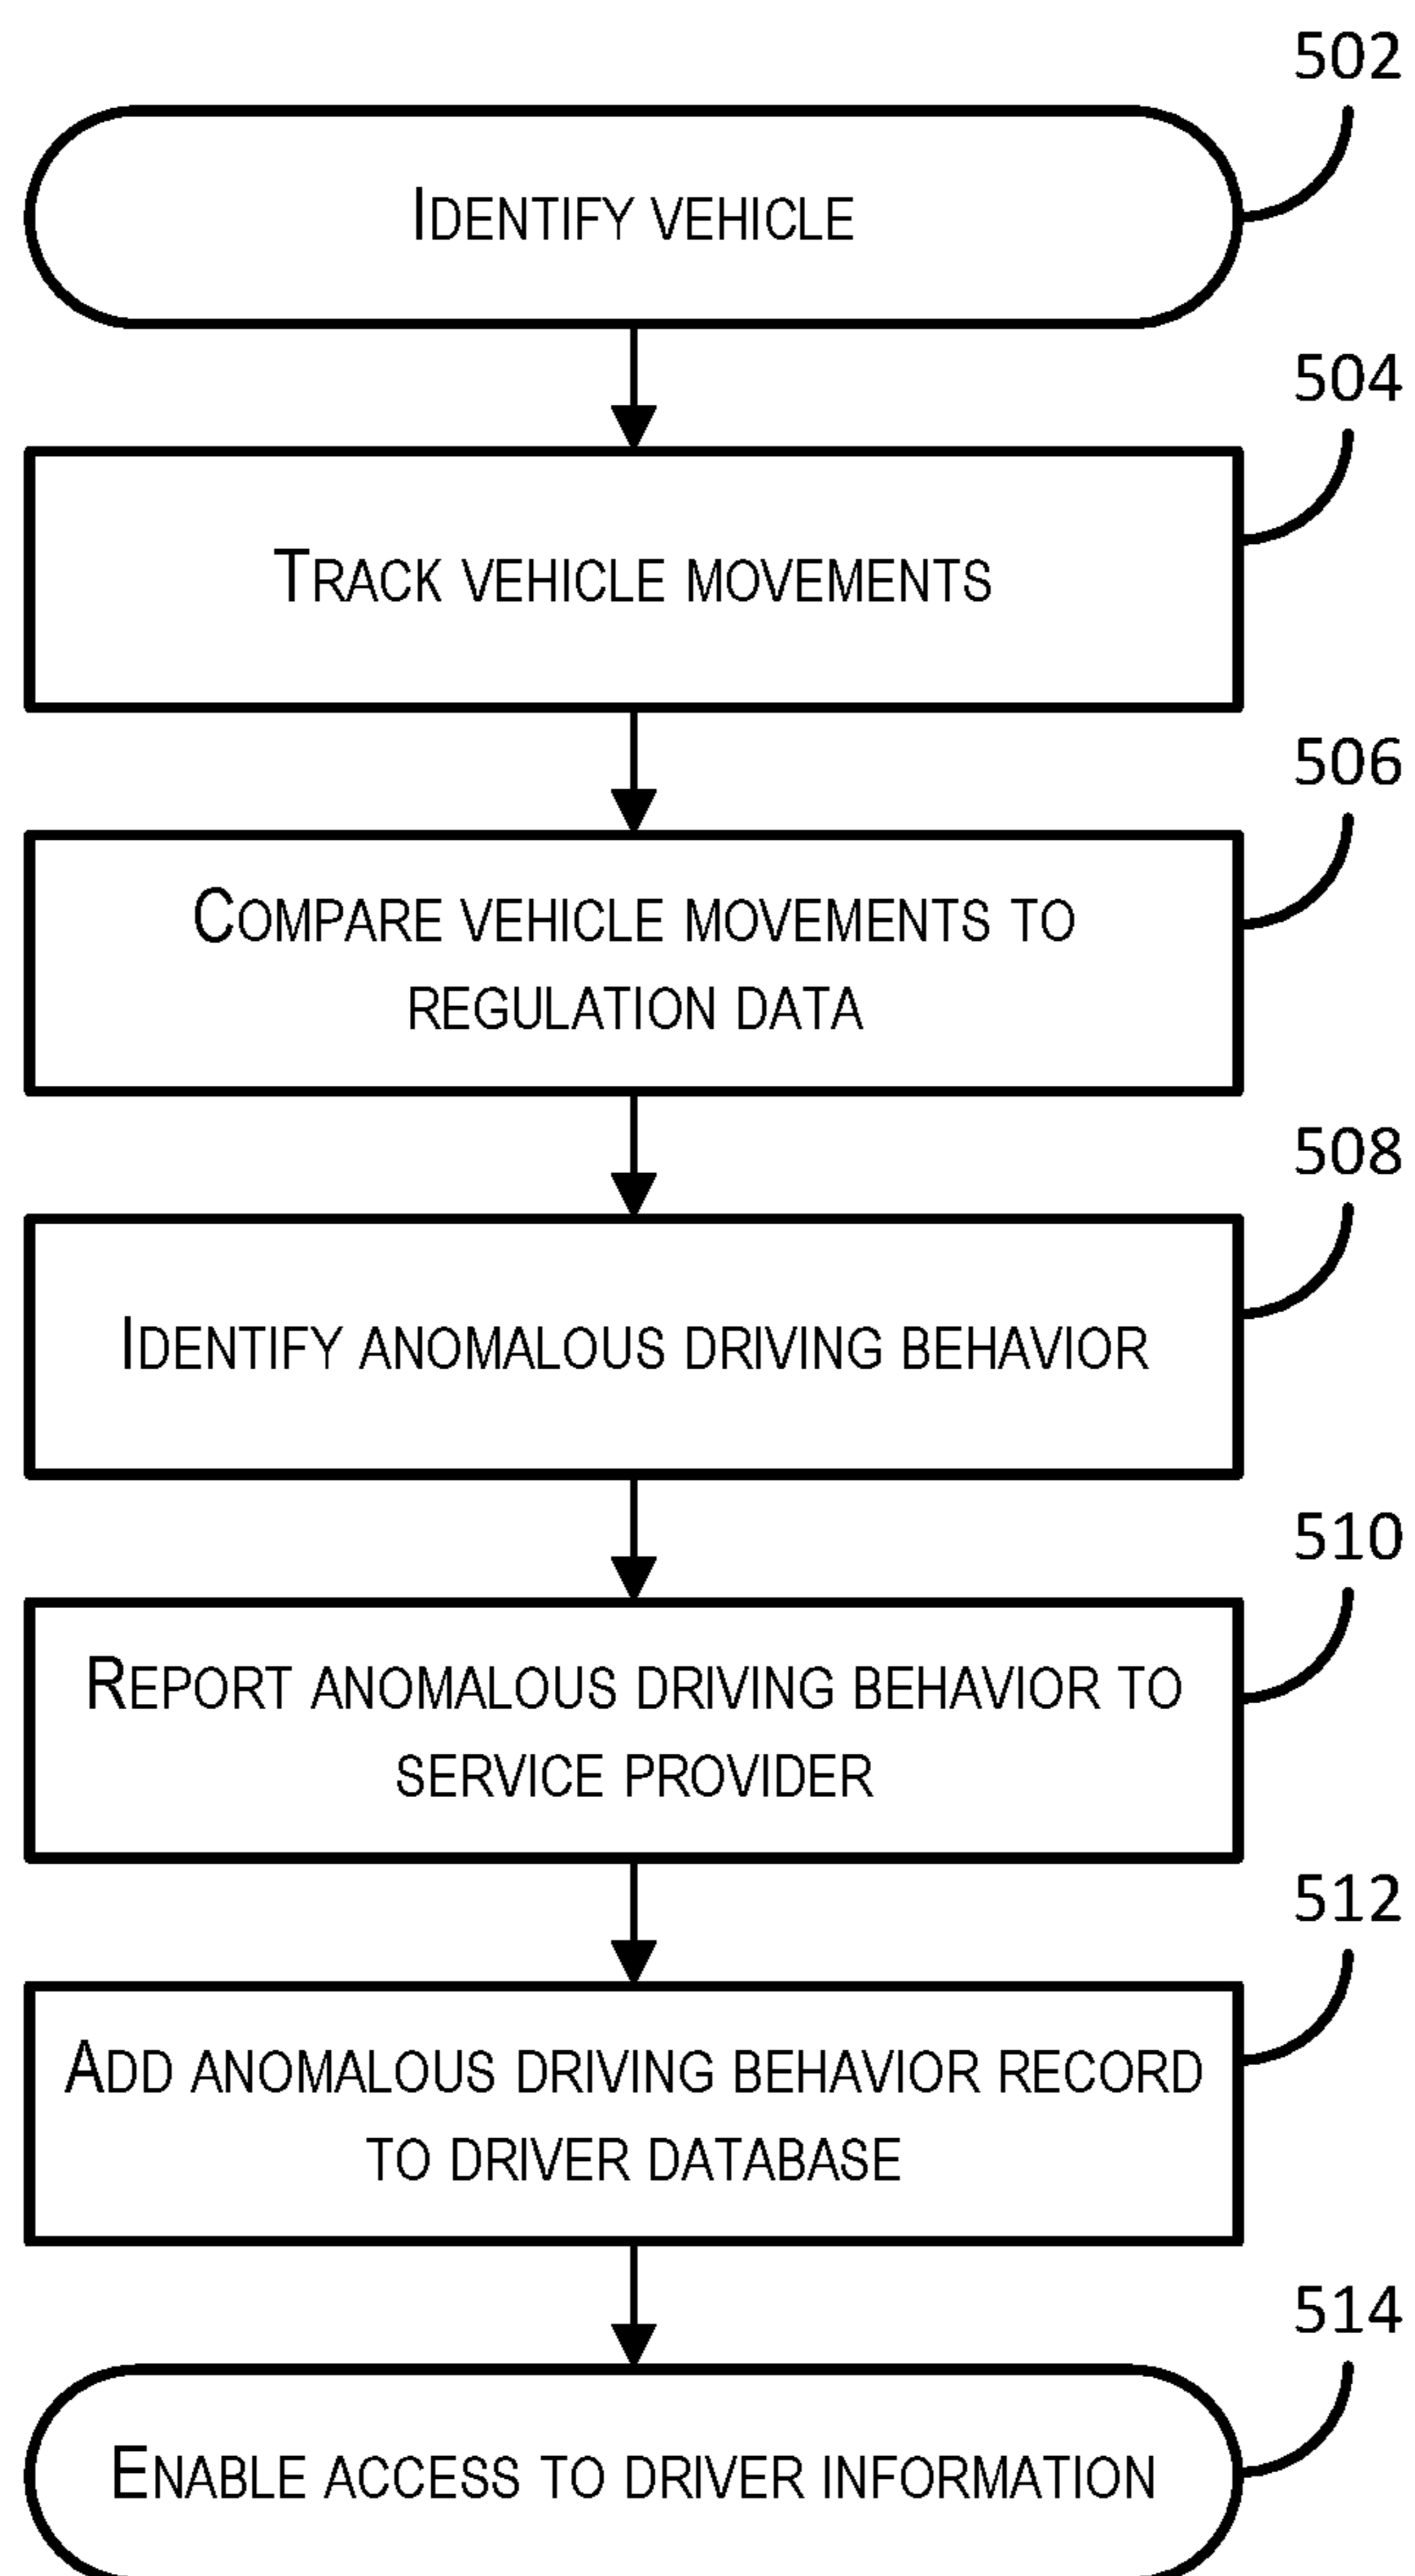 502
IDENTIFY VEHICLE
504
TRACK VEHICLE MOVEMENTS
506
COMPARE VEHICLE MOVEMENTS TO
REGULATION DATA
508
IDENTIFY ANOMALOUS DRIVING BEHAVIOR
510
REPORT ANOMALOUS DRIVING BEHAVIOR TO
SERVICE PROVIDER
512
ADD ANOMALOUS DRIVING BEHAVIOR RECORD
TO DRIVER DATABASE
514
ENABLE ACCESS TO DRIVER INFORMATION